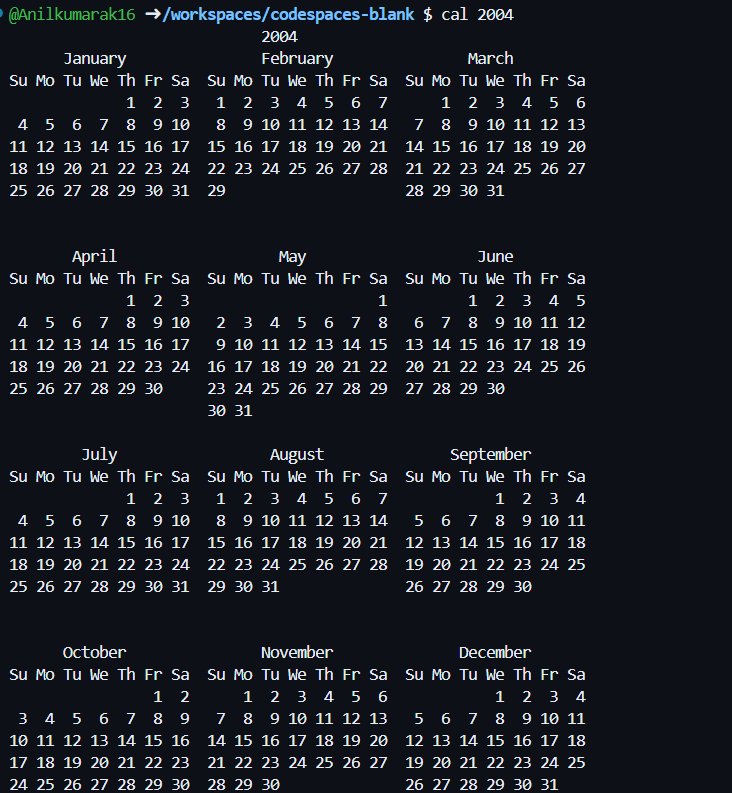 @Anilkumarak16 ➜/workspaces/codespaces-blank $ cal 2004
                            2004
      January               February               March
Su Mo Tu We Th Fr Sa  Su Mo Tu We Th Fr Sa  Su Mo Tu We Th Fr Sa
             1  2  3   1  2  3  4  5  6  7      1  2  3  4  5  6
 4  5  6  7  8  9 10   8  9 10 11 12 13 14   7  8  9 10 11 12 13
11 12 13 14 15 16 17  15 16 17 18 19 20 21  14 15 16 17 18 19 20
18 19 20 21 22 23 24  22 23 24 25 26 27 28  21 22 23 24 25 26 27
25 26 27 28 29 30 31  29                    28 29 30 31
       April                  May                   June
Su Mo Tu We Th Fr Sa  Su Mo Tu We Th Fr Sa  Su Mo Tu We Th Fr Sa
             1  2  3                     1         1  2  3  4  5
 4  5  6  7  8  9 10   2  3  4  5  6  7  8   6  7  8  9 10 11 12
11 12 13 14 15 16 17   9 10 11 12 13 14 15  13 14 15 16 17 18 19
18 19 20 21 22 23 24  16 17 18 19 20 21 22  20 21 22 23 24 25 26
25 26 27 28 29 30     23 24 25 26 27 28 29  27 28 29 30
                      30 31
        July                 August              September
Su Mo Tu We Th Fr Sa  Su Mo Tu We Th Fr Sa  Su Mo Tu We Th Fr Sa
             1  2  3   1  2  3  4  5  6  7            1  2  3  4
 4  5  6  7  8  9 10   8  9 10 11 12 13 14   5  6  7  8  9 10 11
11 12 13 14 15 16 17  15 16 17 18 19 20 21  12 13 14 15 16 17 18
18 19 20 21 22 23 24  22 23 24 25 26 27 28  19 20 21 22 23 24 25
25 26 27 28 29 30 31  29 30 31              26 27 28 29 30
      October               November              December
Su Mo Tu We Th Fr Sa  Su Mo Tu We Th Fr Sa  Su Mo Tu We Th Fr Sa
                1  2      1  2  3  4  5  6            1  2  3  4
 3  4  5  6  7  8  9   7  8  9 10 11 12 13   5  6  7  8  9 10 11
10 11 12 13 14 15 16  14 15 16 17 18 19 20  12 13 14 15 16 17 18
17 18 19 20 21 22 23  21 22 23 24 25 26 27  19 20 21 22 23 24 25
24 25 26 27 28 29 30  28 29 30              26 27 28 29 30 31